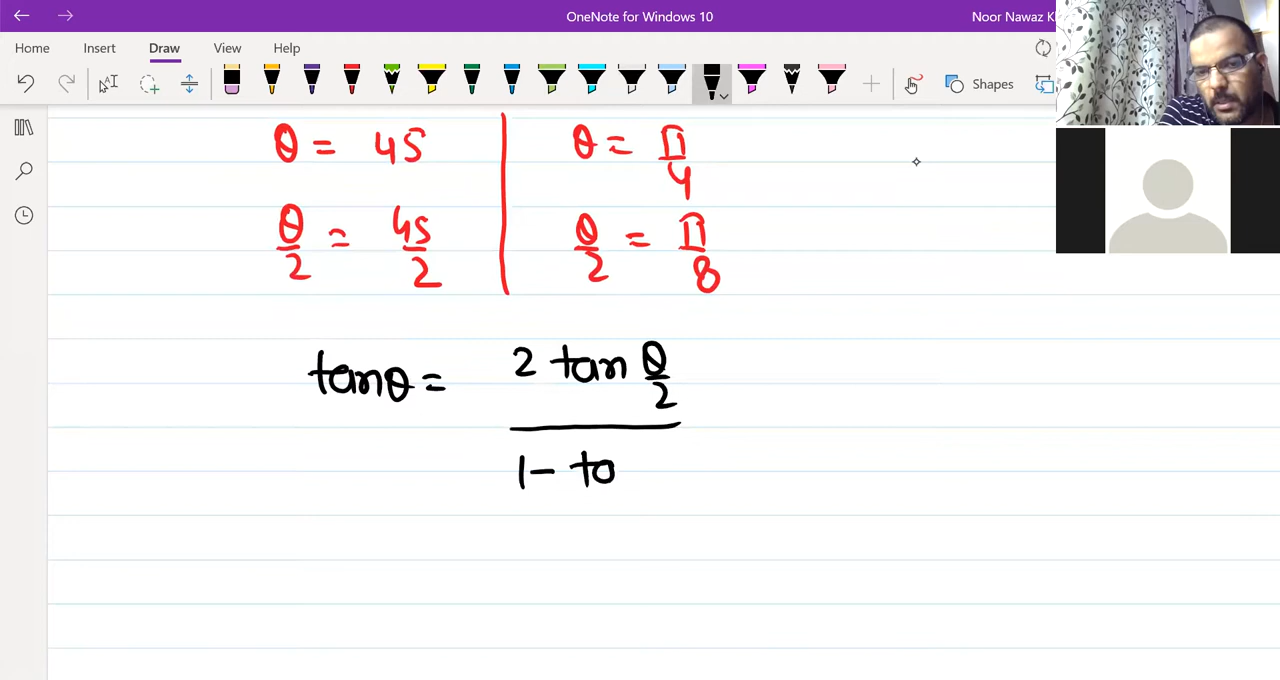 OneNote for Windows 10
Noor Nawaz K
Home Insert Draw View Help
Shapes
θ = 45
θ = π/4
θ/2 = 45/2
θ/2 = π/8
tanθ = 2 tan θ/2
1 - ta